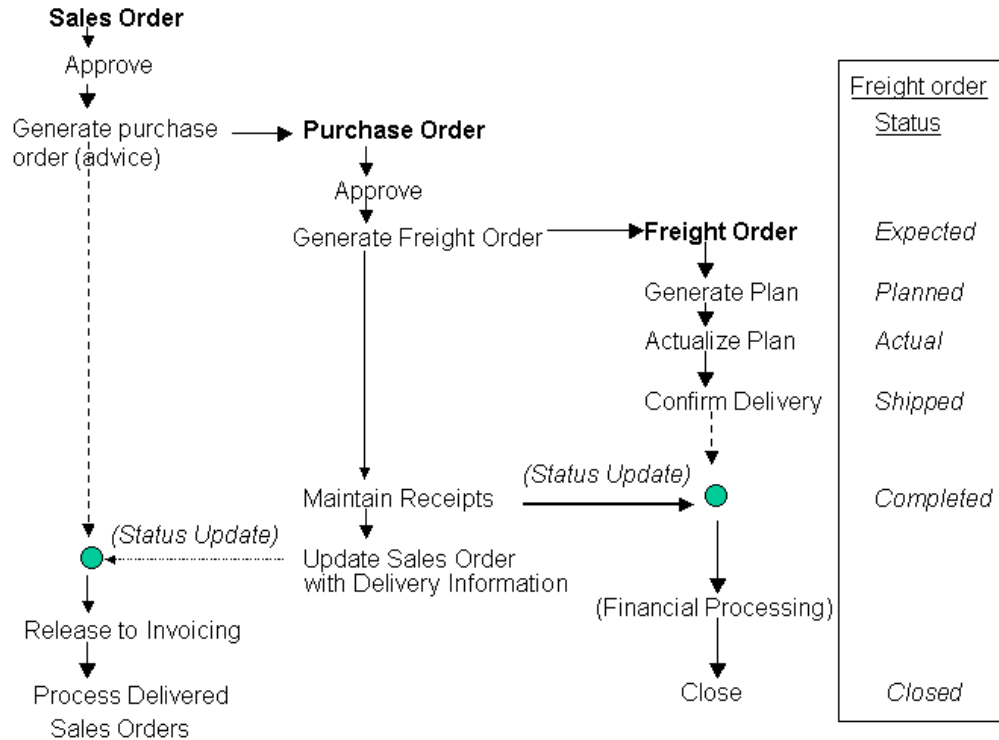 Sales Order
Approve
Generate purchase
order (advice)
Purchase Order
Approve
Generate Freight Order
Freight Order
Generate Plan
Actualize Plan
Confirm Delivery
(Status Update)
Maintain Receipts
(Status Update)
Update Sales Order
with Delivery Information
(Financial Processing)
Release to Invoicing
Process Delivered
Sales Orders
Close
Freight order
Status
Expected
Planned
Actual
Shipped
Completed
Closed